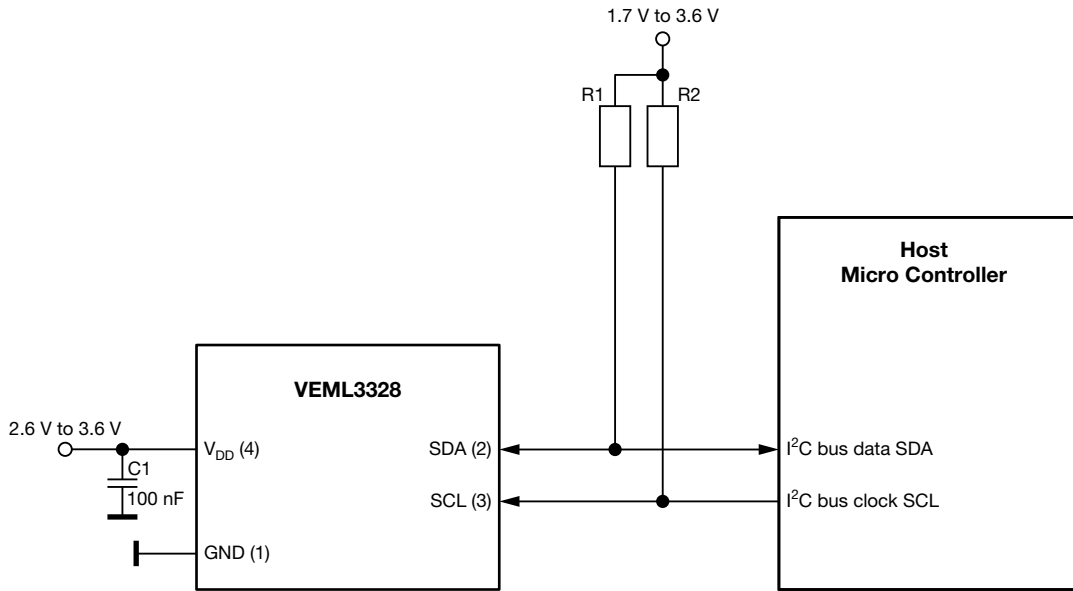 1.7 V to 3.6 V
R1
R2
Host
Micro Controller
VEML3328
2.6 V to 3.6 V
V_DD (4)
SDA (2)
I²C bus data SDA
C1
100 nF
SCL (3)
I²C bus clock SCL
GND (1)